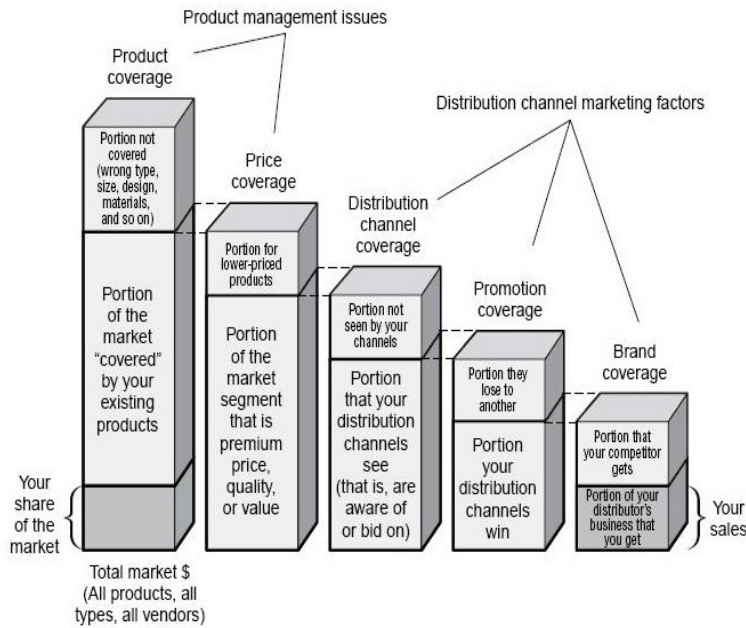 Product management issues
Product
coverage
Distribution channel marketing factors
Portion not
covered
(wrong type,
size, design,
materials,
and so on)
Price
coverage
Distribution
channel
coverage
Portion for
lower-priced
products
Promotion
coverage
Portion
of the
market
“covered”
by your
existing
products
Portion
of the
market
segment
that is
premium
price,
quality,
or value
Portion not
seen by your
channels
Brand
coverage
Portion
that your
distribution
channels
see
(that is, are
aware of
or bid on)
Portion they
lose to
another
Portion
your
distribution
channels
win
Portion that
your competitor
gets
Your
share
of the
market
Portion of your
distributor's
business that
you get
Your
sales
Total market $
(All products, all
types, all vendors)